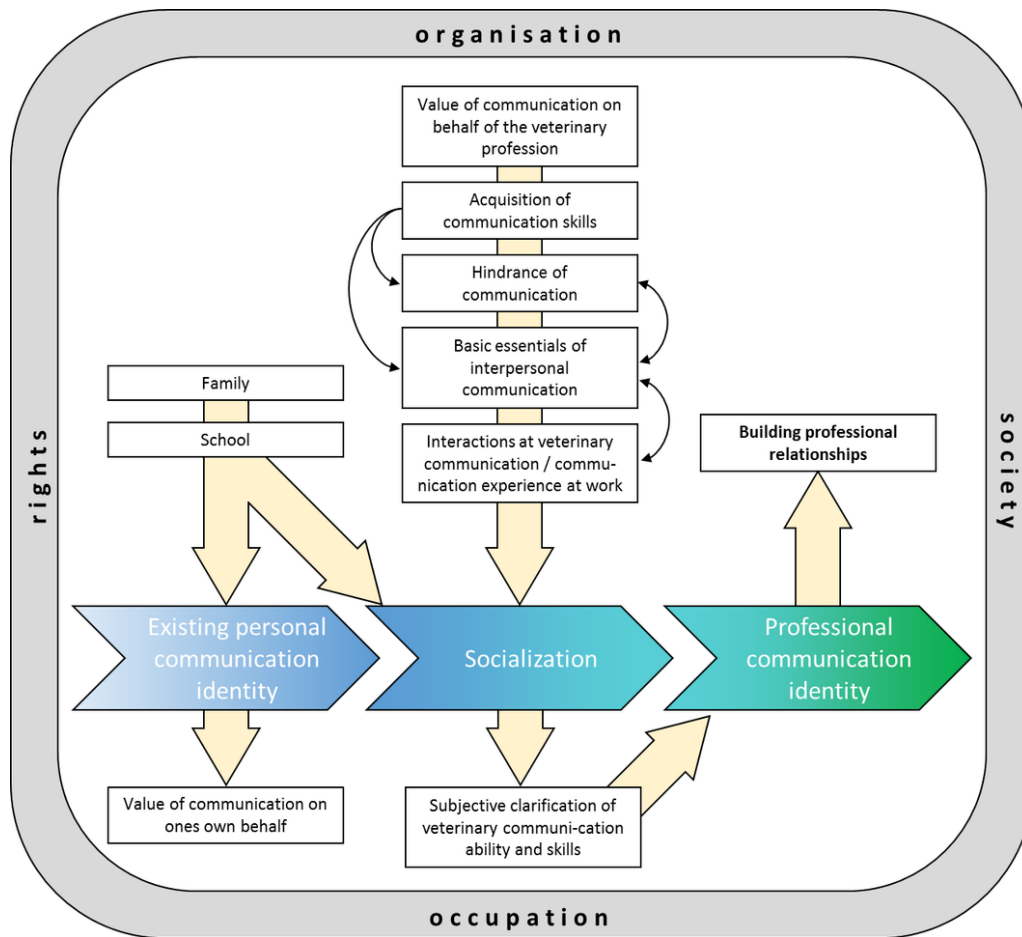 organisation
Value of communication on
behalf of the veterinary
profession
Acquisition of
communication skills
Hindrance of
communication
Basic essentials of
interpersonal
communication
Interactions at veterinary
communication / commu-
nication experience at work
Family
School
Building professional
relationships
rights
society
Existing personal
communication
identity
Socialization
Professional
communication
identity
Value of communication on
ones own behalf
Subjective clarification of
veterinary communi-cation
ability and skills
occupation